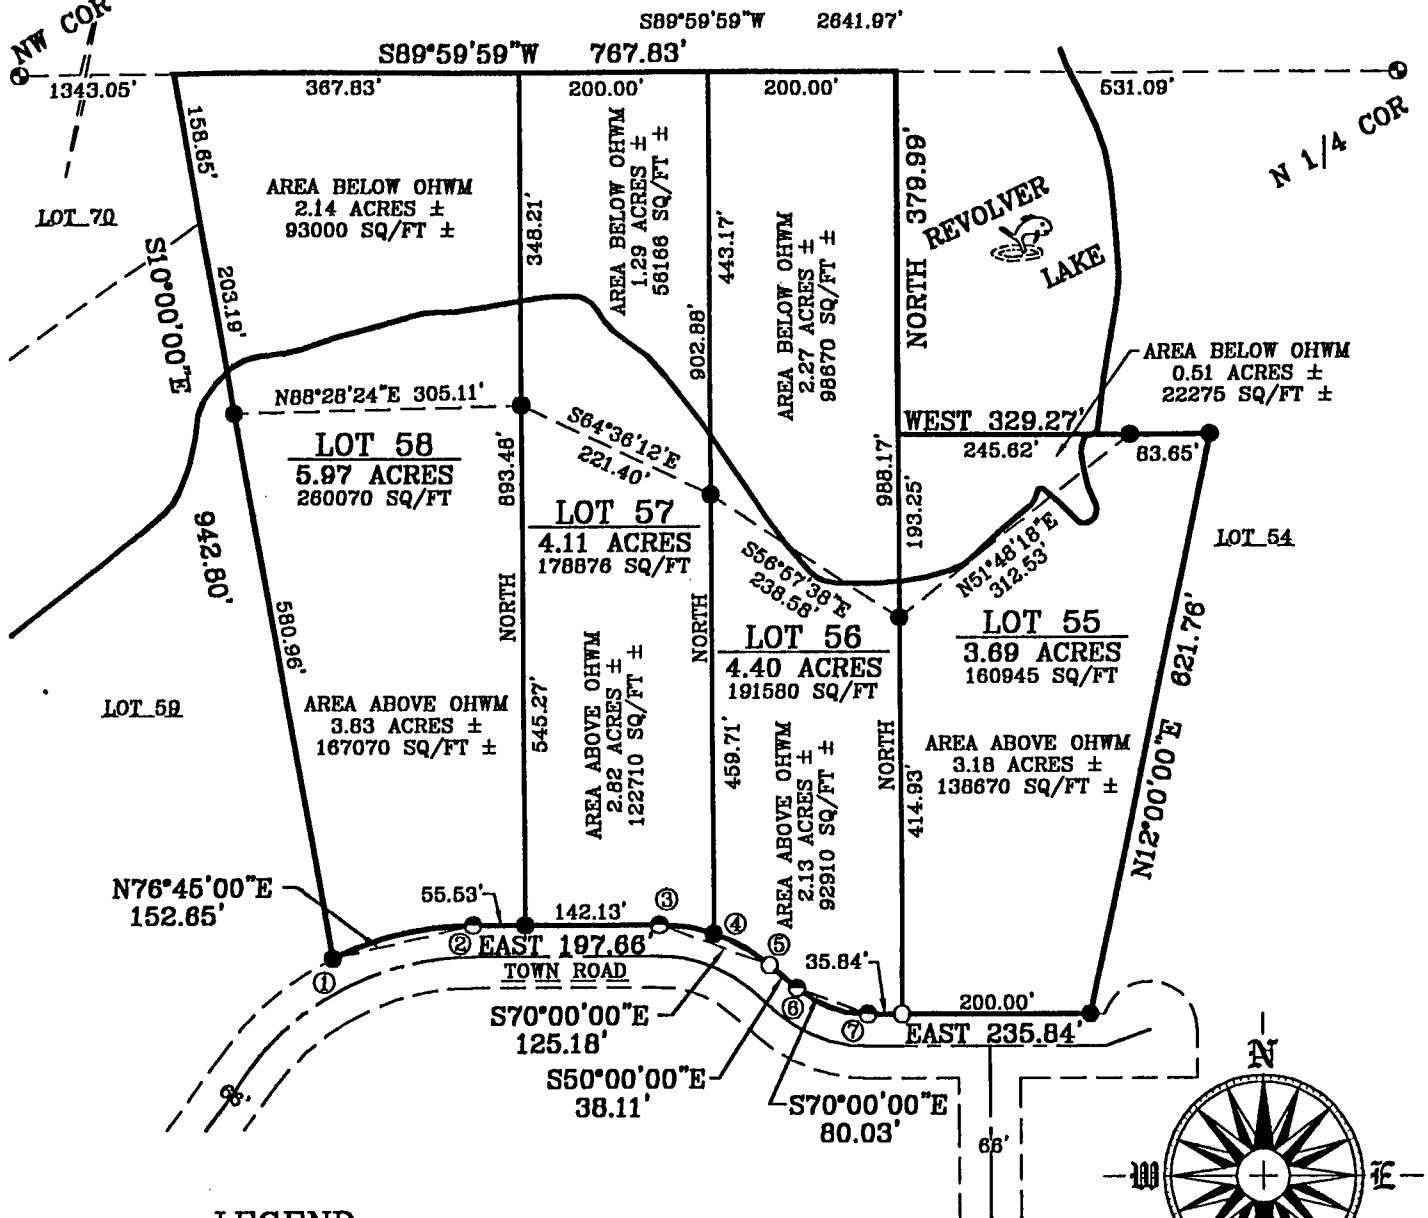 NW COR
S89°59'59"W 2641.97'
S89°59'59"W 767.83'
1343.05'
367.83'
200.00'
200.00'
531.09'
N 1/4 COR
158.65'
LOT 70
AREA BELOW OHWM
2.14 ACRES ±
93000 SQ/FT ±
348.21'
AREA BELOW OHWM
1.29 ACRES ±
56166 SQ/FT ±
443.17'
902.88'
AREA BELOW OHWM
2.27 ACRES ±
98670 SQ/FT ±
NORTH 379.99'
REVOLVER
LAKE
S10°00'00"E
203.19'
942.80'
580.96'
AREA BELOW OHWM
0.51 ACRES ±
22275 SQ/FT ±
N88°28'24"E 305.11'
S64°36'12"E
221.40'
WEST 329.27'
245.62'
83.65'
LOT 58
5.97 ACRES
260070 SQ/FT
893.48'
NORTH
LOT 57
4.11 ACRES
178876 SQ/FT
988.17'
193.25'
S56°57'38"E
238.58'
N51°48'18"E
312.53'
LOT 54
NORTH
LOT 56
4.40 ACRES
191580 SQ/FT
LOT 55
3.69 ACRES
160945 SQ/FT
621.76'
N12°00'00"E
LOT 59
AREA ABOVE OHWM
3.83 ACRES ±
167070 SQ/FT ±
545.27'
AREA ABOVE OHWM
2.82 ACRES ±
122710 SQ/FT ±
459.71'
AREA ABOVE OHWM
2.13 ACRES ±
92910 SQ/FT ±
NORTH
414.93'
AREA ABOVE OHWM
3.18 ACRES ±
138670 SQ/FT ±
N76°45'00"E
152.65'
55.53'
142.13'
①
②
③
④
⑤
⑥
⑦
EAST 197.66'
TOWN ROAD
35.84'
200.00'
EAST 235.84'
S70°00'00"E
125.18'
S50°00'00"E
38.11'
S70°00'00"E
80.03'
66'
66'
N
W
E
LEGEND